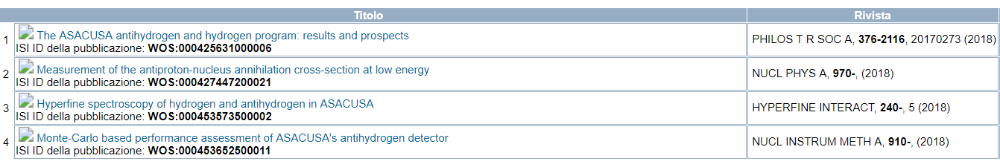 Titolo Rivista
1 The ASACUSA antihydrogen and hydrogen program: results and prospects
ISI ID della pubblicazione: WOS:000425631000006
PHILOS T R SOC A, 376-2116, 20170273 (2018)
2 Measurement of the antiproton-nucleus annihilation cross-section at low energy
ISI ID della pubblicazione: WOS:000427447200021
NUCL PHYS A, 970-, (2018)
3 Hyperfine spectroscopy of hydrogen and antihydrogen in ASACUSA
ISI ID della pubblicazione: WOS:000453573500002
HYPERFINE INTERACT, 240-, 5 (2018)
4 Monte-Carlo based performance assessment of ASACUSA's antihydrogen detector
ISI ID della pubblicazione: WOS:000453652500011
NUCL INSTRUM METH A, 910-, (2018)